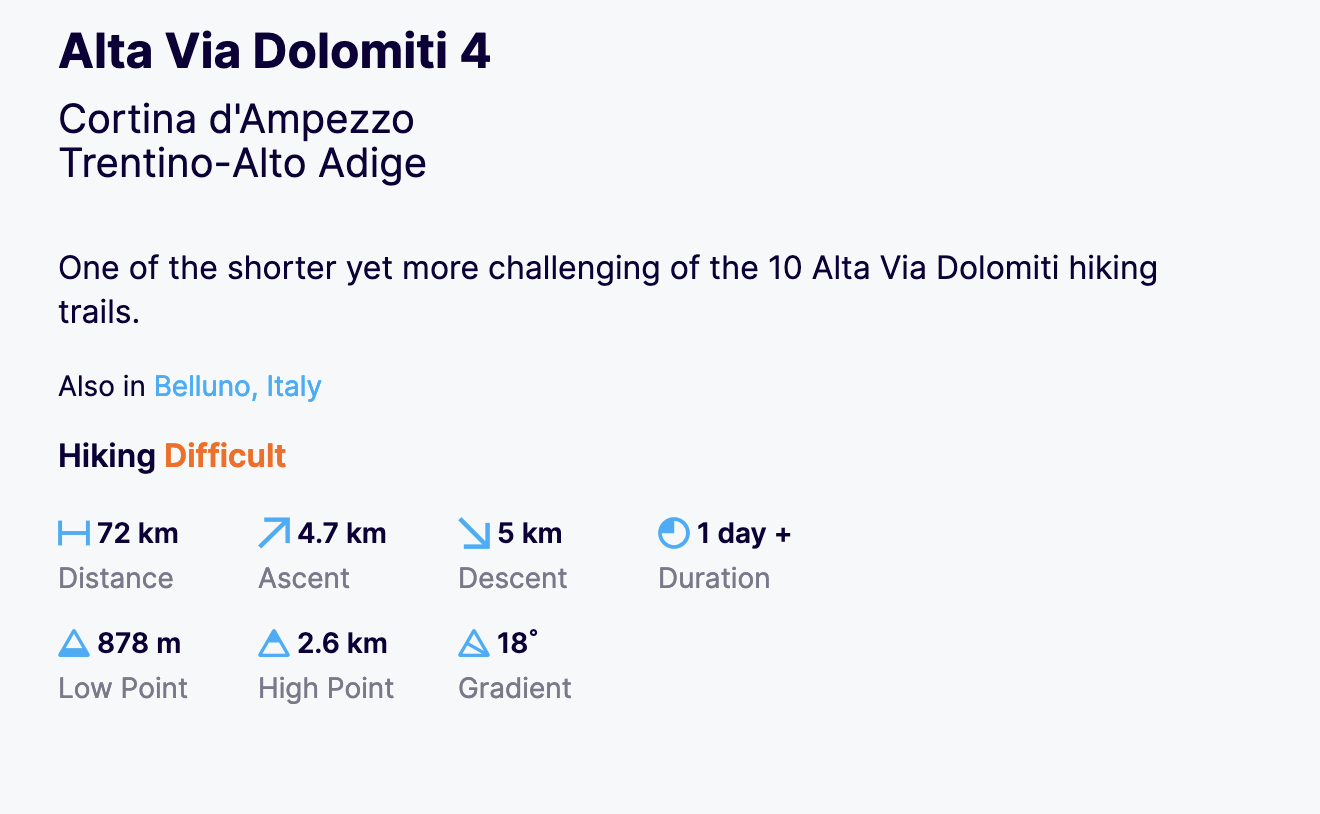 Alta Via Dolomiti 4
Cortina d'Ampezzo
Trentino-Alto Adige
One of the shorter yet more challenging of the 10 Alta Via Dolomiti hiking
trails.
Also in Belluno, Italy
Hiking Difficult
72 km 4.7 km 5 km 1 day +
Distance Ascent Descent Duration
878 m 2.6 km 18˚
Low Point High Point Gradient